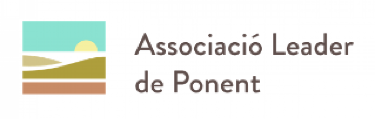 Associació Leader
de Ponent